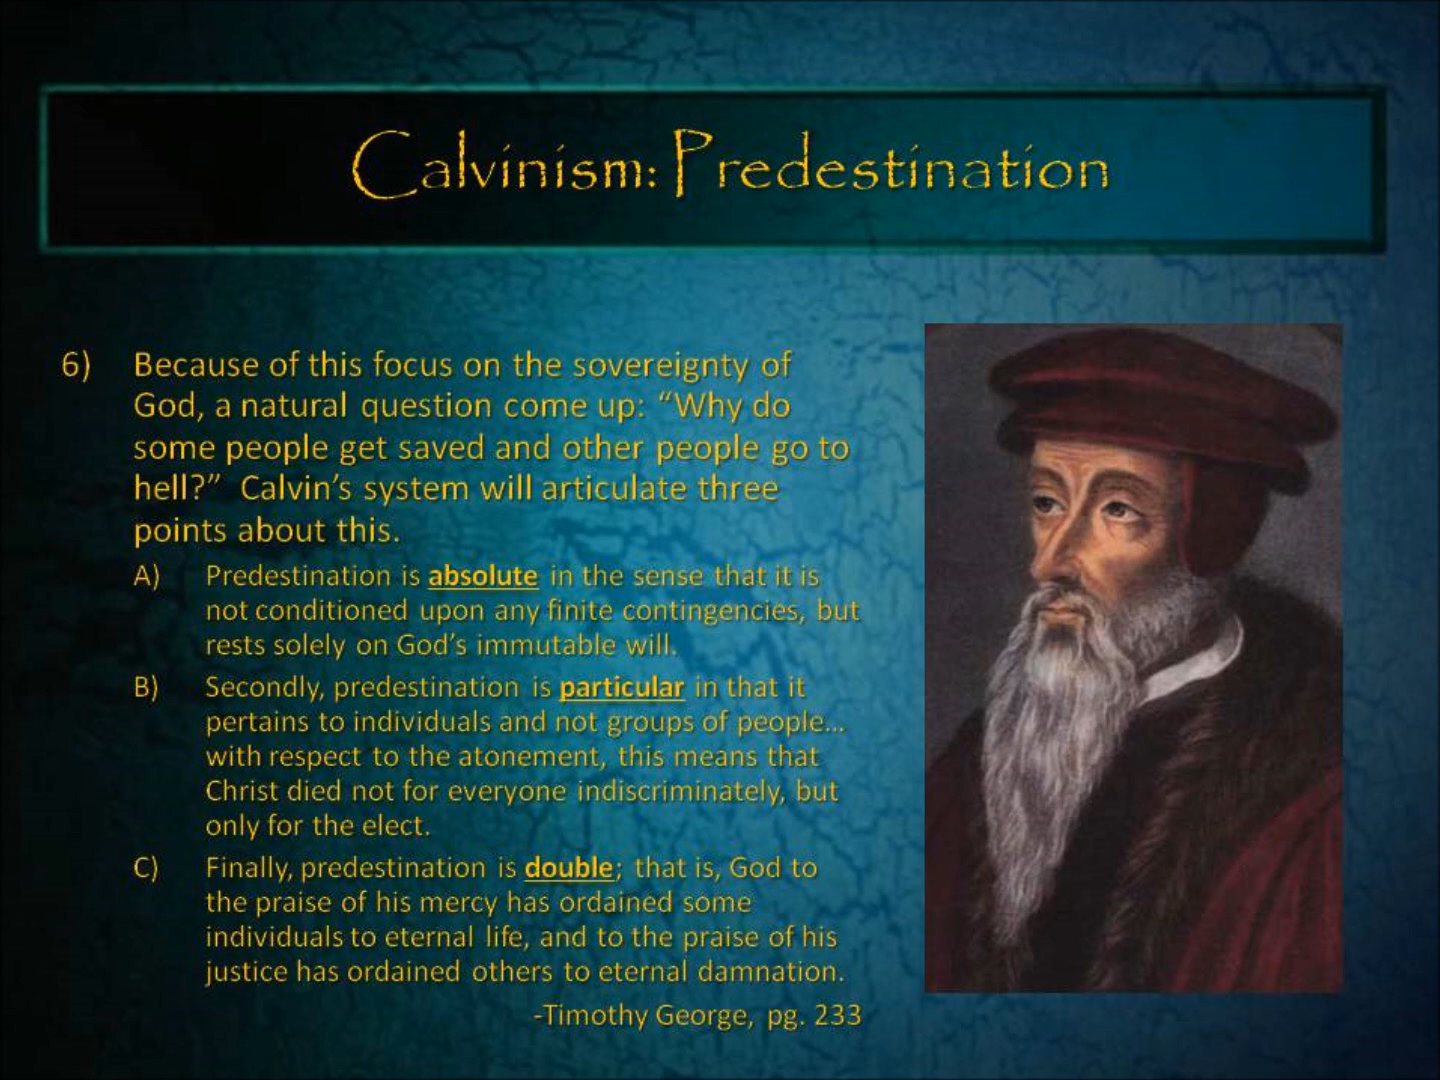 Calvinism: Predestination
6) Because of this focus on the sovereignty of
God, a natural question come up: “Why do
some people get saved and other people go to
hell?” Calvin’s system will articulate three
points about this.
A) Predestination is absolute in the sense that it is
not conditioned upon any finite contingencies, but
rests solely on God’s immutable will.
B) Secondly, predestination is particular in that it
pertains to individuals and not groups of people…
with respect to the atonement, this means that
Christ died not for everyone indiscriminately, but
only for the elect.
C) Finally, predestination is double; that is, God to
the praise of his mercy has ordained some
individuals to eternal life, and to the praise of his
justice has ordained others to eternal damnation.
-Timothy George, pg. 233